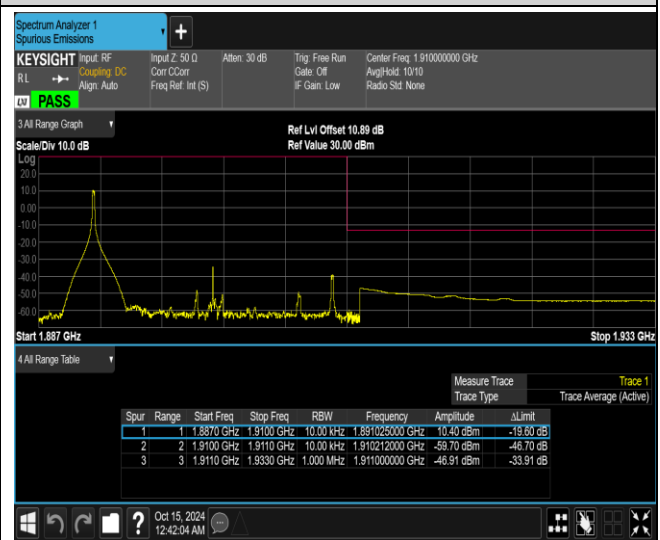 Spectrum Analyzer 1
Spurious Emissions
+
KEYSIGHT Input: RF Input Z: 50 Ω Atten: 30 dB Trig: Free Run Center Freq: 1.910000000 GHz
RL Coupling: DC Corr CCorr Gate: Off Avg|Hold: 10/10
Align: Auto Freq Ref: Int (S) IF Gain: Low Radio Std: None
PASS
3 All Range Graph
Ref Lvl Offset 10.89 dB
Scale/Div 10.0 dB Ref Value 30.00 dBm
Log
20.0
10.0
0.00
-10.0
-20.0
-30.0
-40.0
-50.0
-60.0
Start 1.887 GHz Stop 1.933 GHz
4 All Range Table
Measure Trace Trace 1
Trace Type Trace Average (Active)
Spur Range Start Freq Stop Freq RBW Frequency Amplitude ΔLimit
1 1 1.8870 GHz 1.9100 GHz 10.00 kHz 1.891025000 GHz 10.40 dBm -19.60 dB
2 2 1.9100 GHz 1.9110 GHz 10.00 kHz 1.910212000 GHz -59.70 dBm -46.70 dB
3 3 1.9110 GHz 1.9330 GHz 1.000 MHz 1.911000000 GHz -46.91 dBm -33.91 dB
? Oct 15, 2024
12:42:04 AM